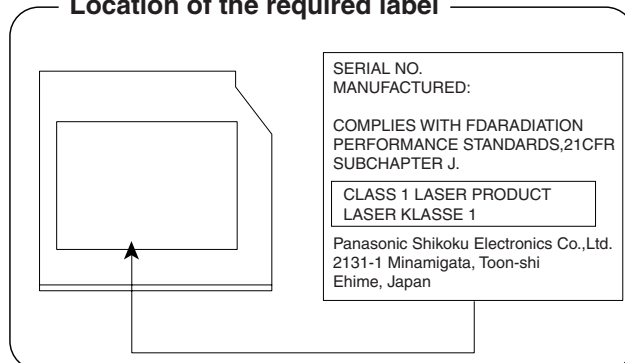 Location of the required label
SERIAL NO.
MANUFACTURED:
COMPLIES WITH FDARADIATION
PERFORMANCE STANDARDS,21CFR
SUBCHAPTER J.
CLASS 1 LASER PRODUCT
LASER KLASSE 1
Panasonic Shikoku Electronics Co.,Ltd.
2131-1 Minamigata, Toon-shi
Ehime, Japan